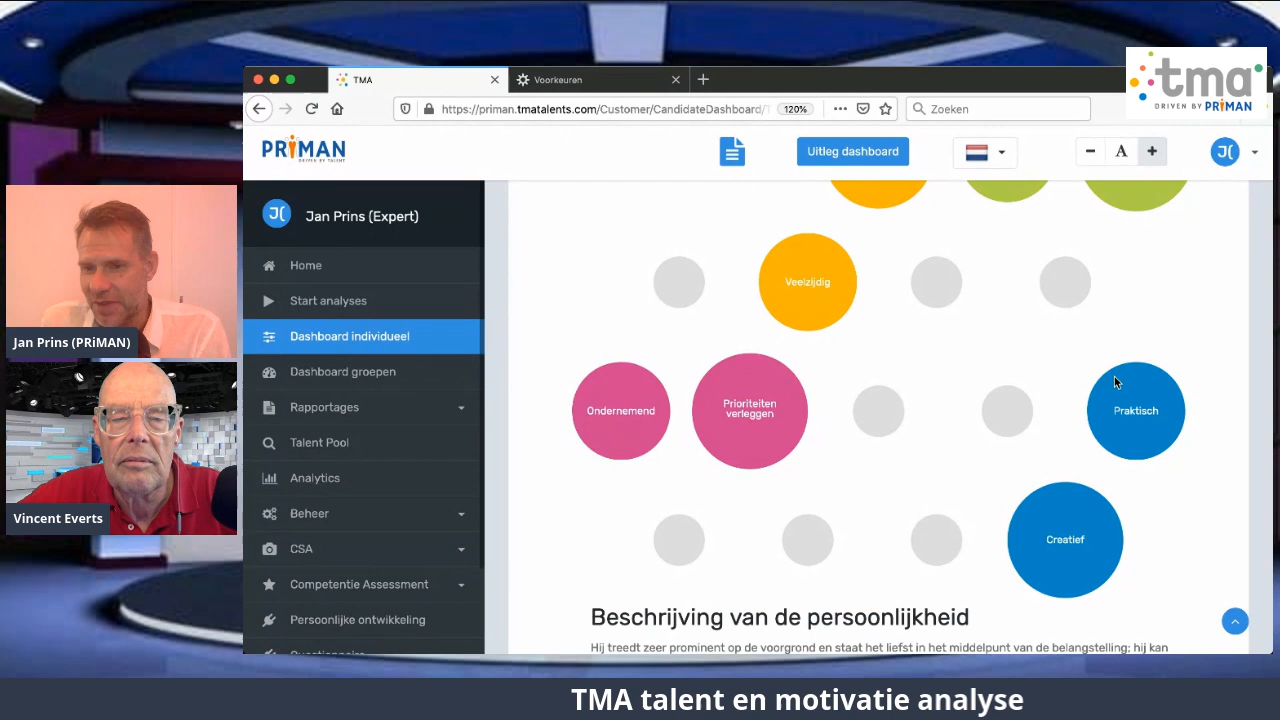 TMA
Voorkeuren
tma
DRIVEN BY PRiMAN
https://priman.tmatalents.com/Customer/CandidateDashboard/
120%
Zoeken
PRiMAN
DRIVEN BY TALENT
Uitleg dashboard
A
J(
J(
Jan Prins (Expert)
Home
Start analyses
Dashboard individueel
Dashboard groepen
Rapportages
Talent Pool
Analytics
Beheer
CSA
Competentie Assessment
Persoonlijke ontwikkeling
Veelzijdig
Ondernemend
Prioriteiten
verleggen
Praktisch
Creatief
Beschrijving van de persoonlijkheid
Hij treedt zeer prominent op de voorgrond en staat het liefst in het middelpunt van de belangstelling; hij kan
Jan Prins (PRiMAN)
Vincent Everts
TMA talent en motivatie analyse